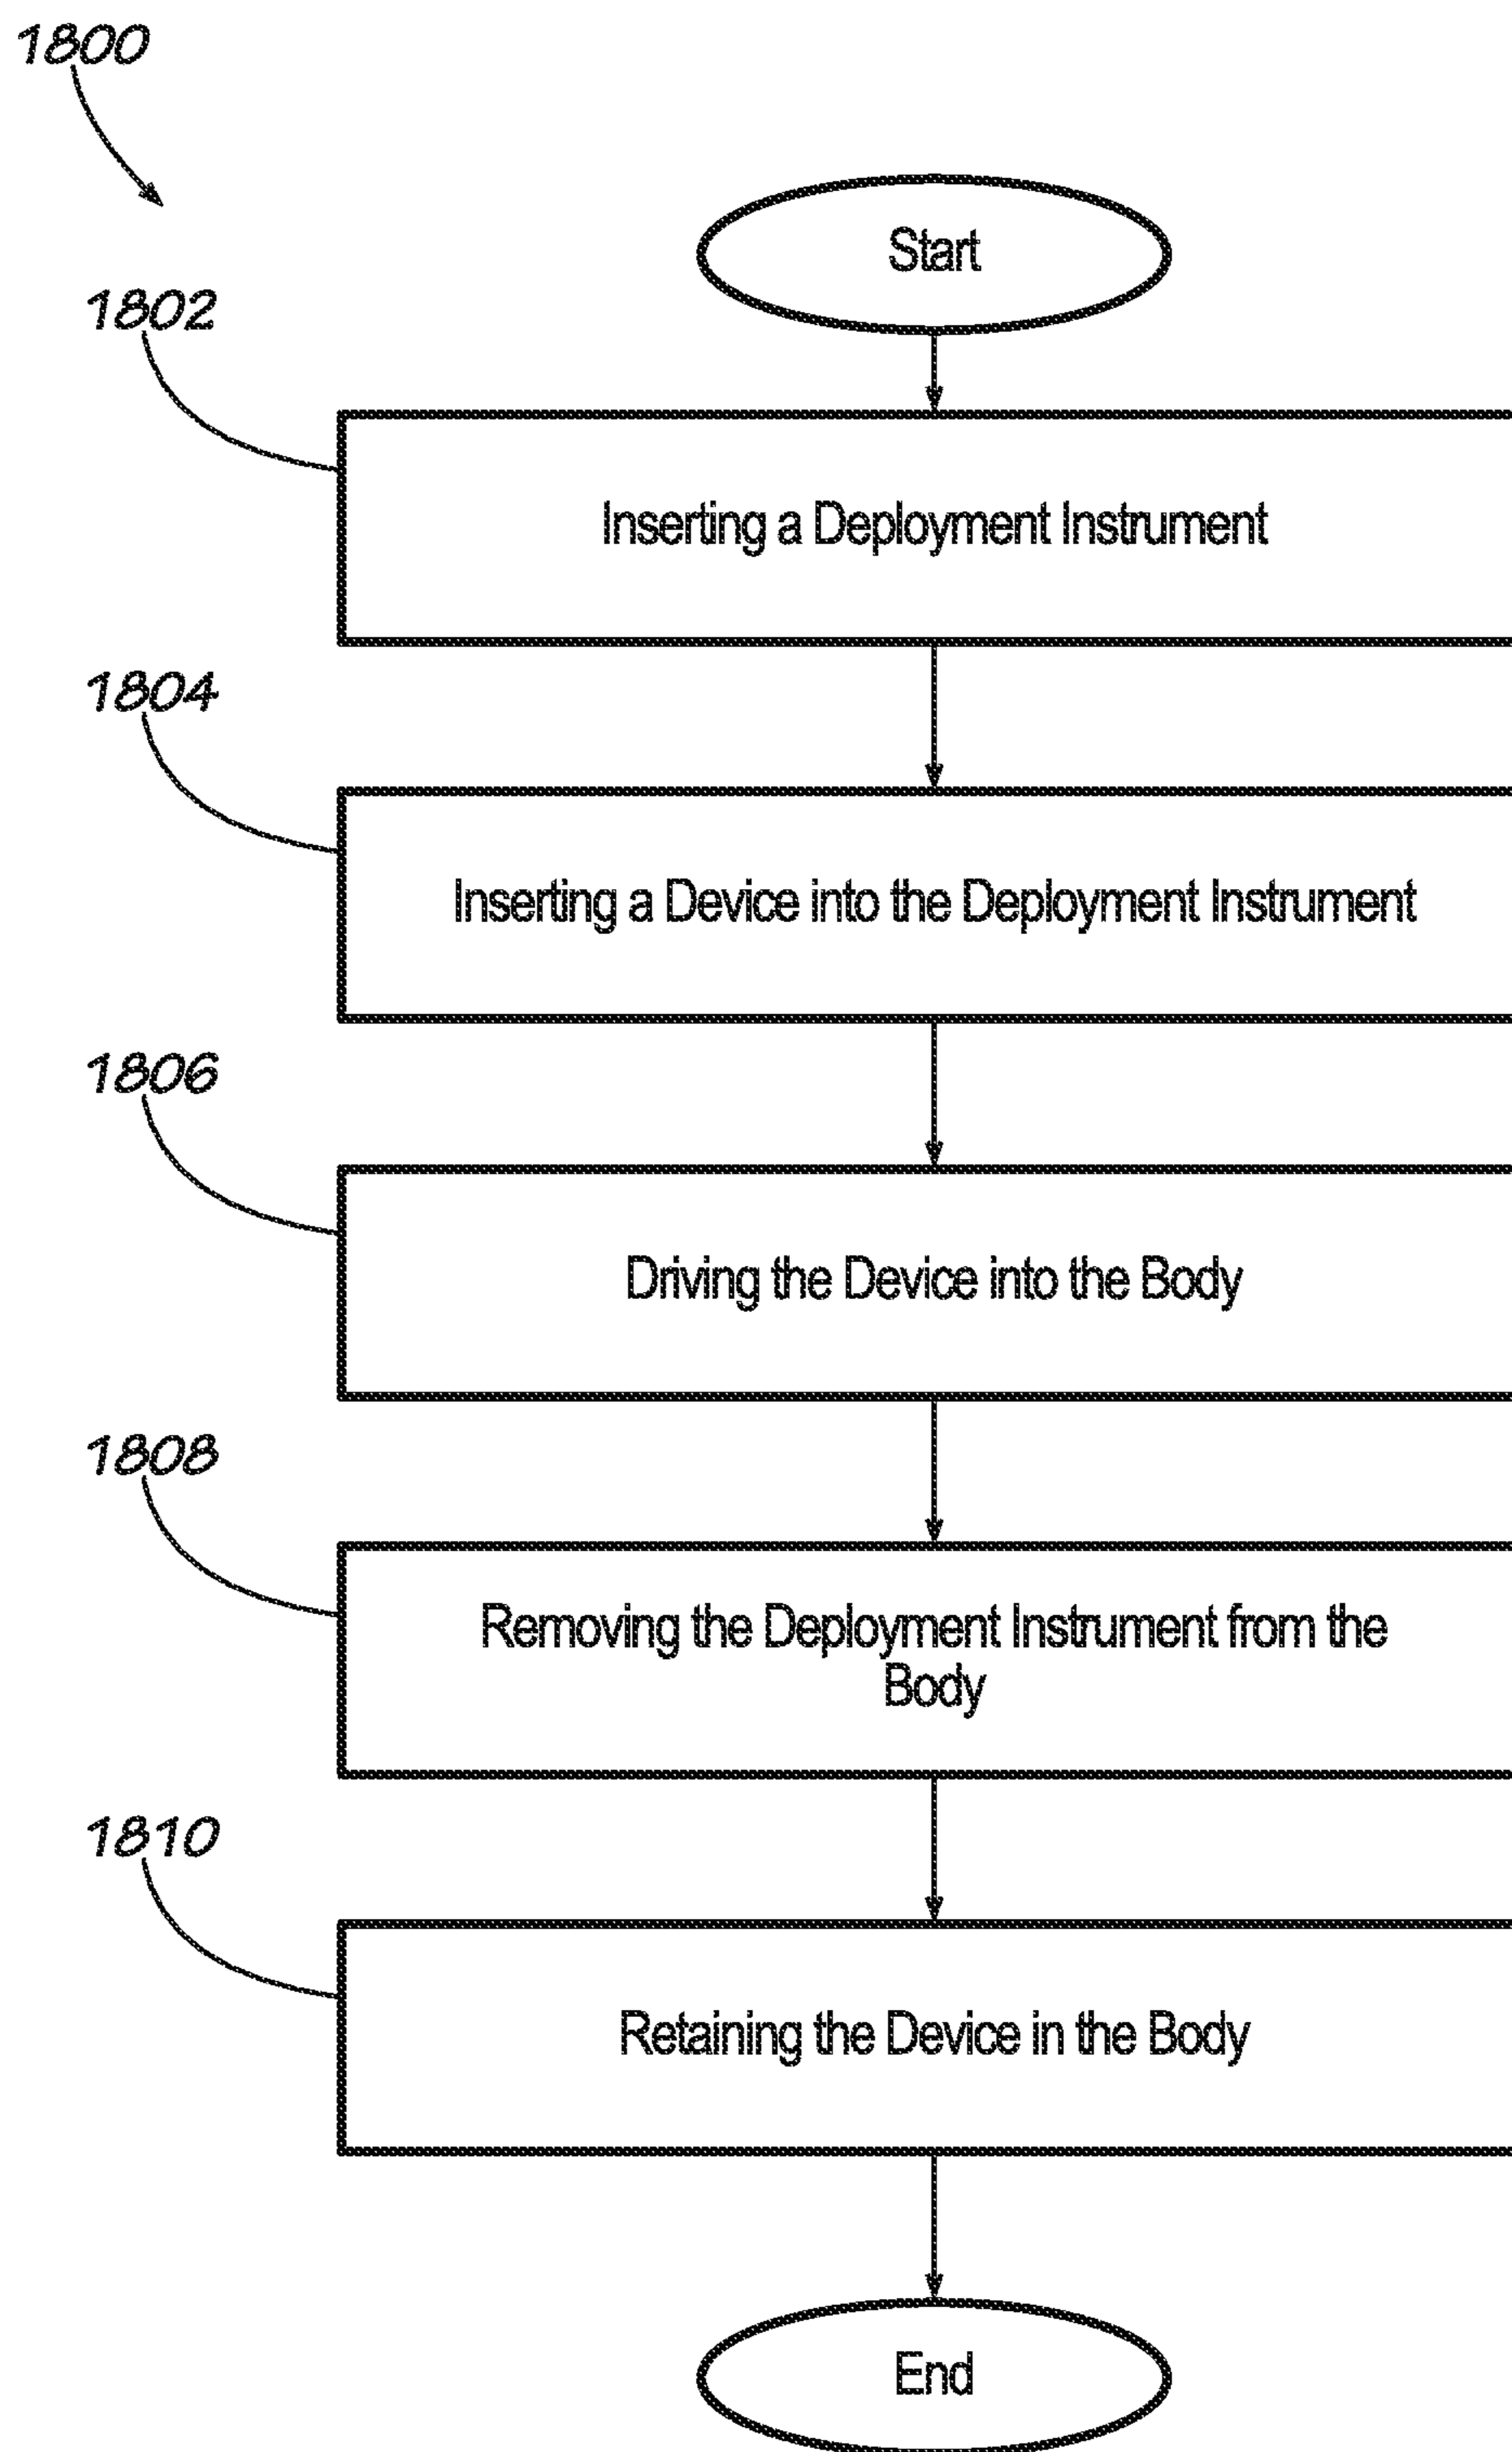 1800
Start
1802
Inserting a Deployment Instrument
1804
Inserting a Device into the Deployment Instrument
1806
Driving the Device into the Body
1808
Removing the Deployment Instrument from the
Body
1810
Retaining the Device in the Body
End